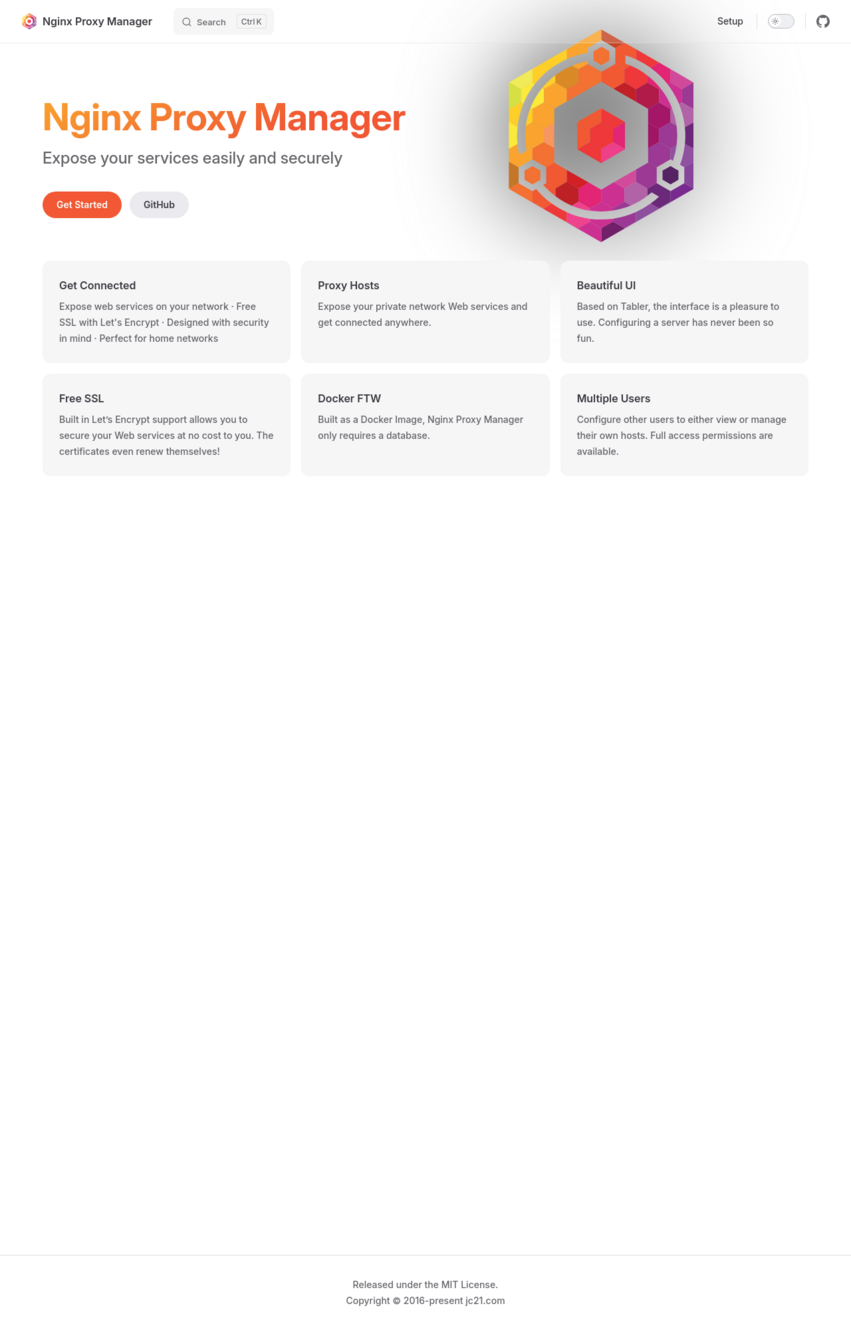 Nginx Proxy Manager
Search Ctrl K
Setup
Nginx Proxy Manager
Expose your services easily and securely
Get Started
GitHub
Get Connected
Expose web services on your network · Free
SSL with Let's Encrypt · Designed with security
in mind · Perfect for home networks
Proxy Hosts
Expose your private network Web services and
get connected anywhere.
Beautiful UI
Based on Tabler, the interface is a pleasure to
use. Configuring a server has never been so
fun.
Free SSL
Built in Let’s Encrypt support allows you to
secure your Web services at no cost to you. The
certificates even renew themselves!
Docker FTW
Built as a Docker Image, Nginx Proxy Manager
only requires a database.
Multiple Users
Configure other users to either view or manage
their own hosts. Full access permissions are
available.
Released under the MIT License.
Copyright © 2016-present jc21.com